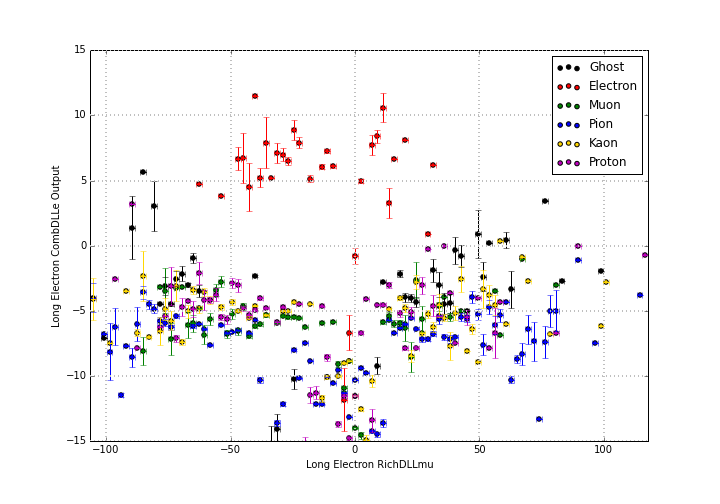 15
10
5
0
−5
−10
−15
−100
−50
0
50
100
Long Electron CombDLLe Output
Long Electron RichDLLmu
Ghost
Electron
Muon
Pion
Kaon
Proton